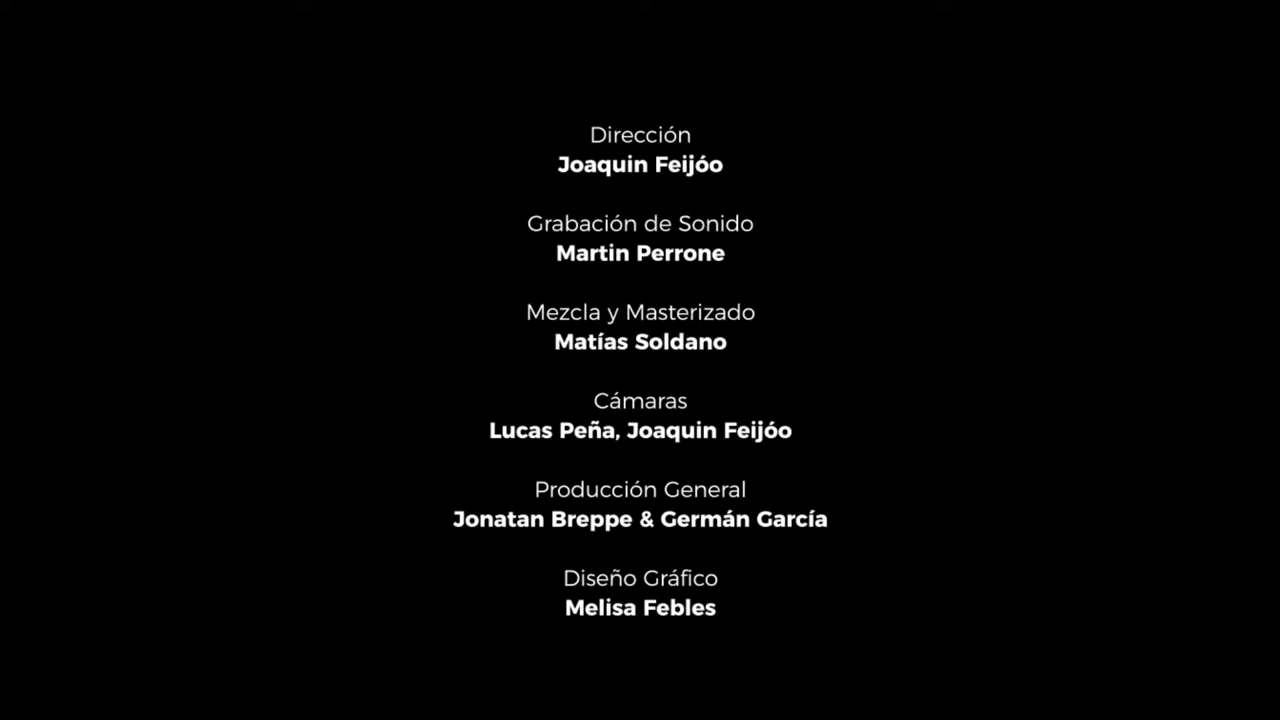 Dirección
Joaquin Feijóo
Grabación de Sonido
Martin Perrone
Mezcla y Masterizado
Matías Soldano
Cámaras
Lucas Peña, Joaquin Feijóo
Producción General
Jonatan Breppe & Germán García
Diseño Gráfico
Melisa Febles